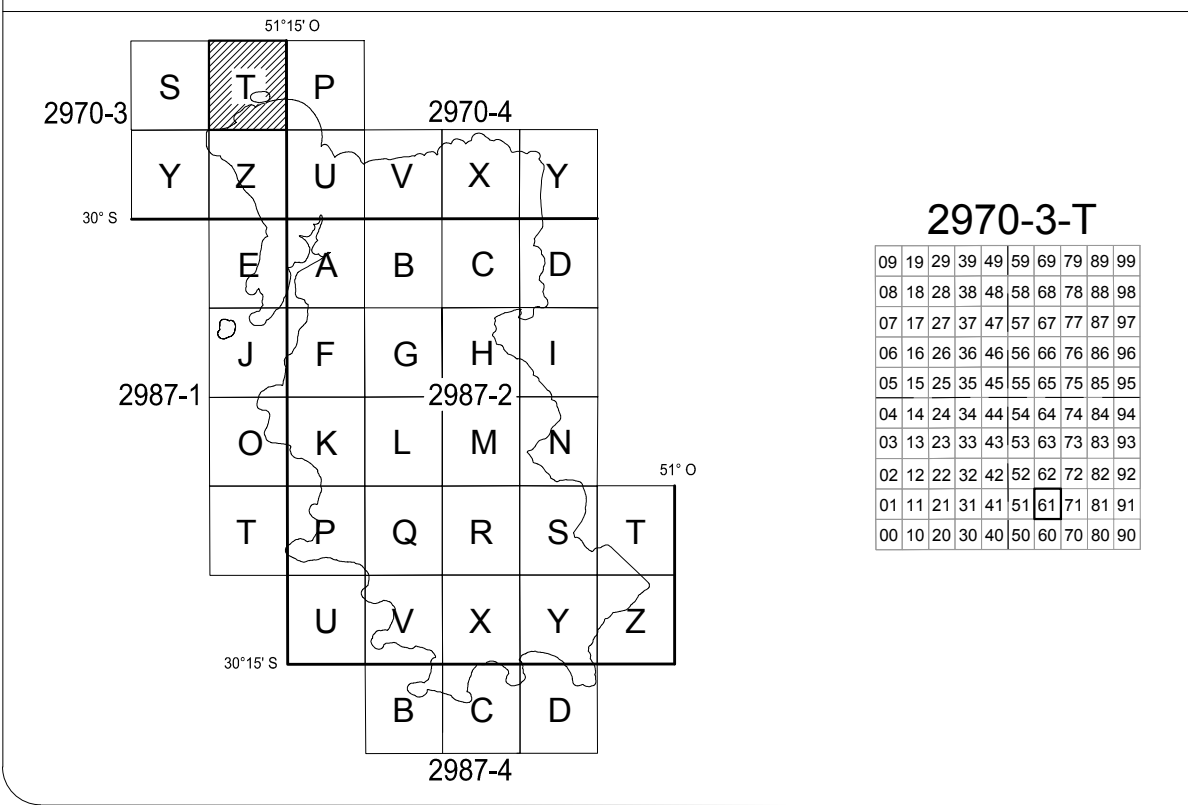 51°15' O
S T P
2970-3 2970-4
Y Z U V X Y
30° S
E A B C D
J F G H I
2987-1 2987-2
O K L M N
51° O
T P Q R S T
U V X Y Z
30°15' S
B C D
2987-4
2970-3-T
09 19 29 39 49 59 69 79 89 99
08 18 28 38 48 58 68 78 88 98
07 17 27 37 47 57 67 77 87 97
06 16 26 36 46 56 66 76 86 96
05 15 25 35 45 55 65 75 85 95
04 14 24 34 44 54 64 74 84 94
03 13 23 33 43 53 63 73 83 93
02 12 22 32 42 52 62 72 82 92
01 11 21 31 41 51 61 71 81 91
00 10 20 30 40 50 60 70 80 90